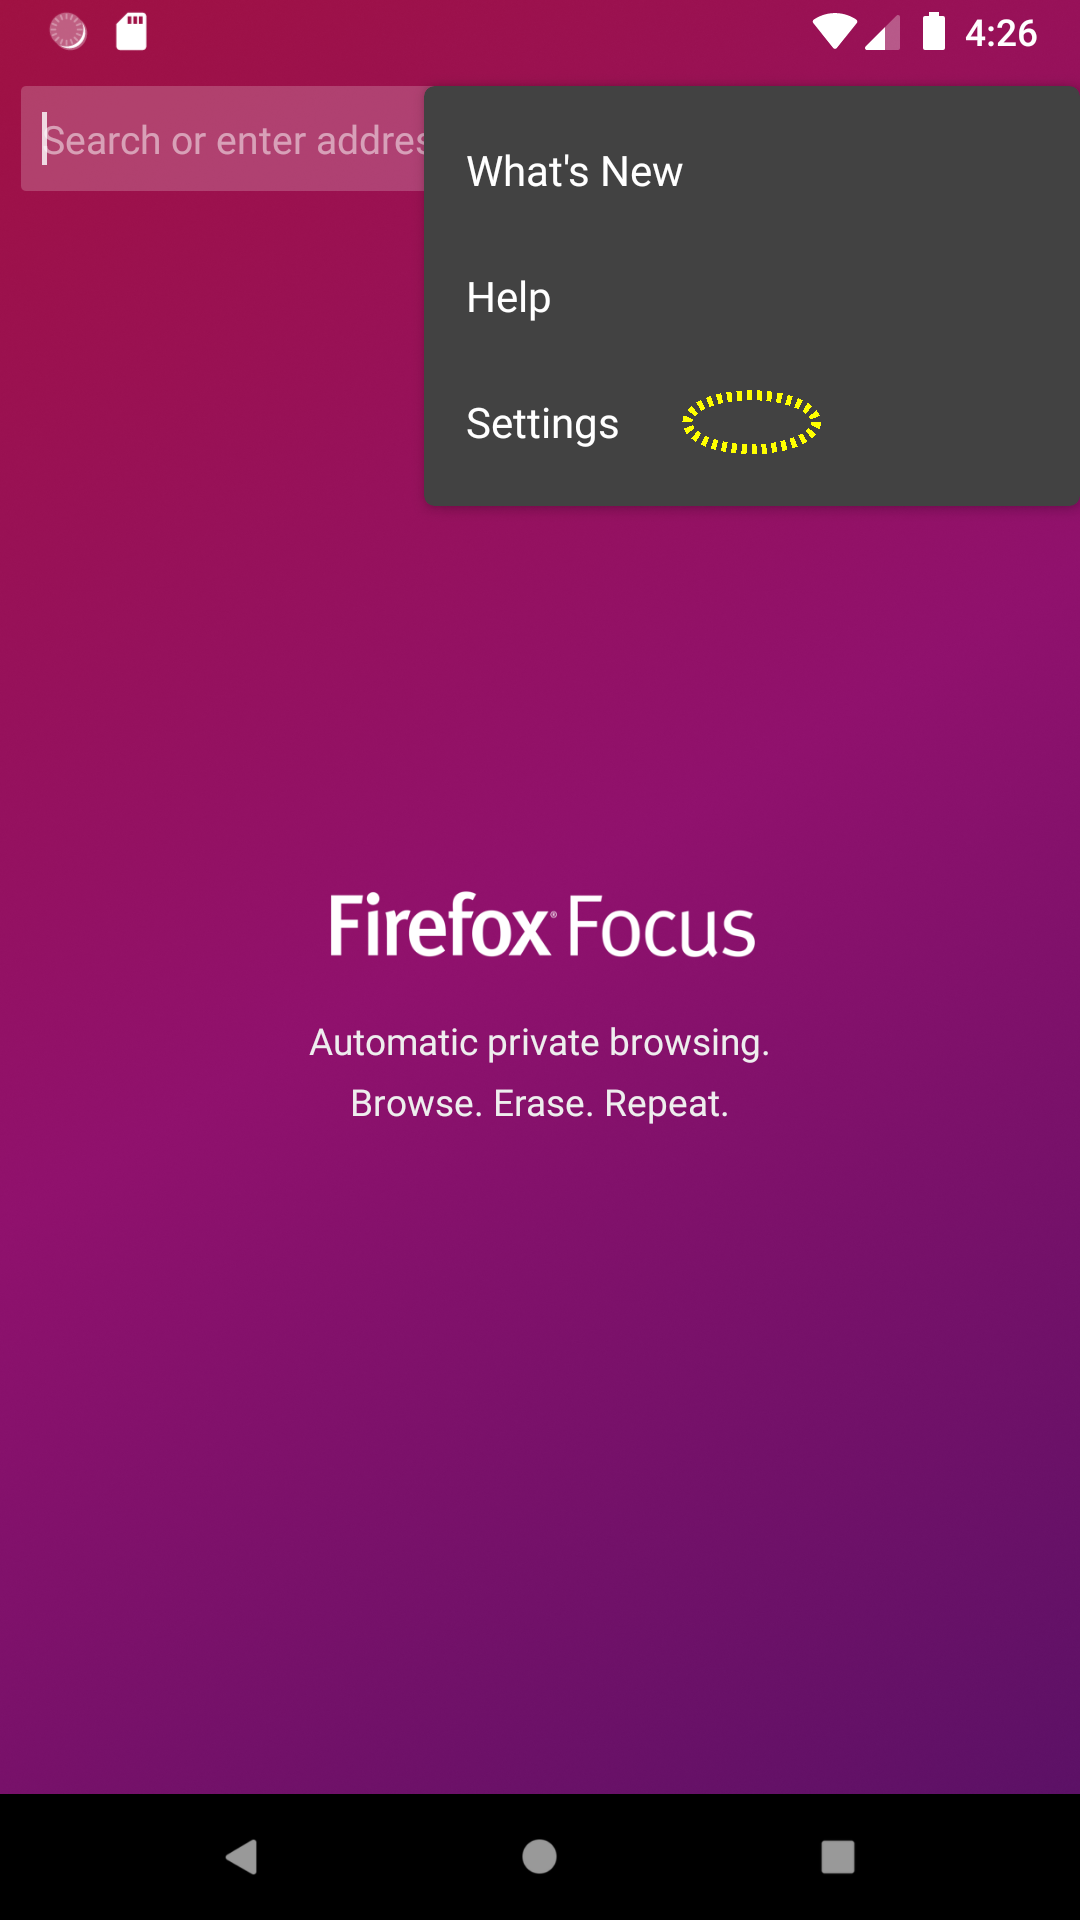 4:26
Search or enter addres
What's New
Help
Settings
Firefox® Focus
Automatic private browsing.
Browse. Erase. Repeat.